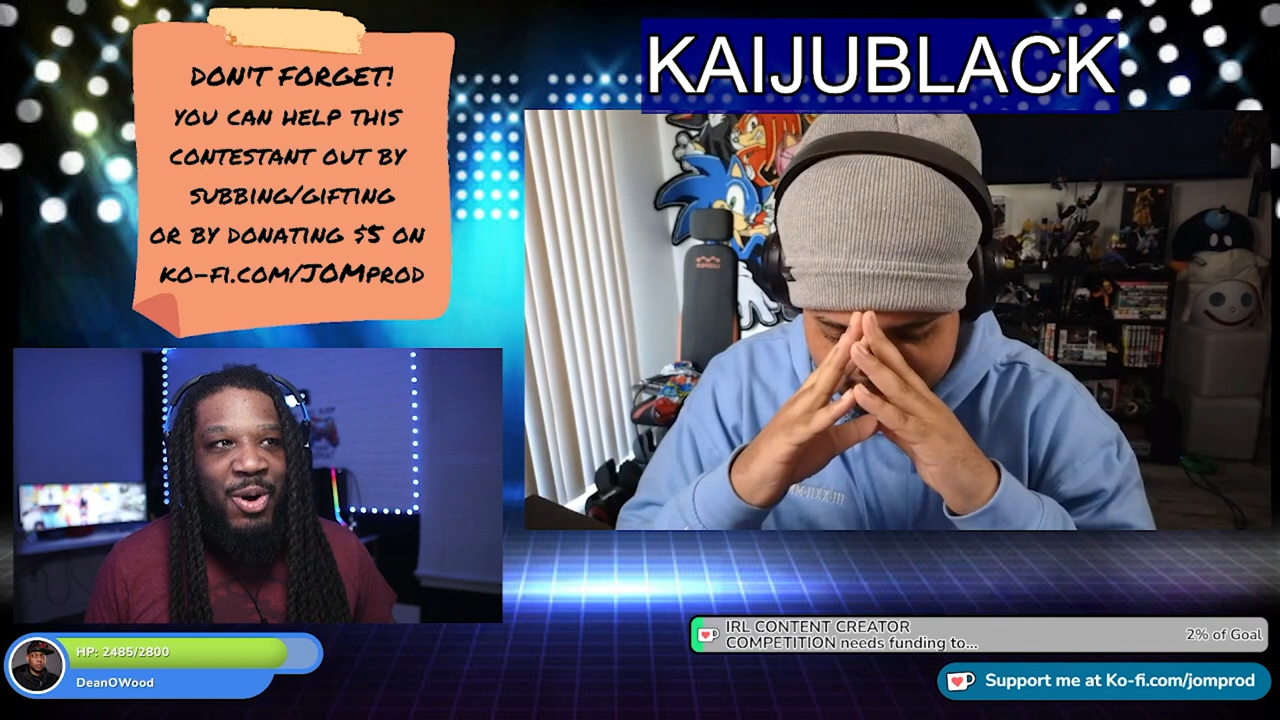 DON'T FORGET!
YOU CAN HELP THIS
CONTESTANT OUT BY
SUBBING/GIFTING
OR BY DONATING $5 ON
KO-FI.COM/JOMPROD
KAIJUBLACK
HP: 2485/2800
DeanOWood
IRL CONTENT CREATOR
COMPETITION needs funding to...
2% of Goal
Support me at Ko-fi.com/jomprod